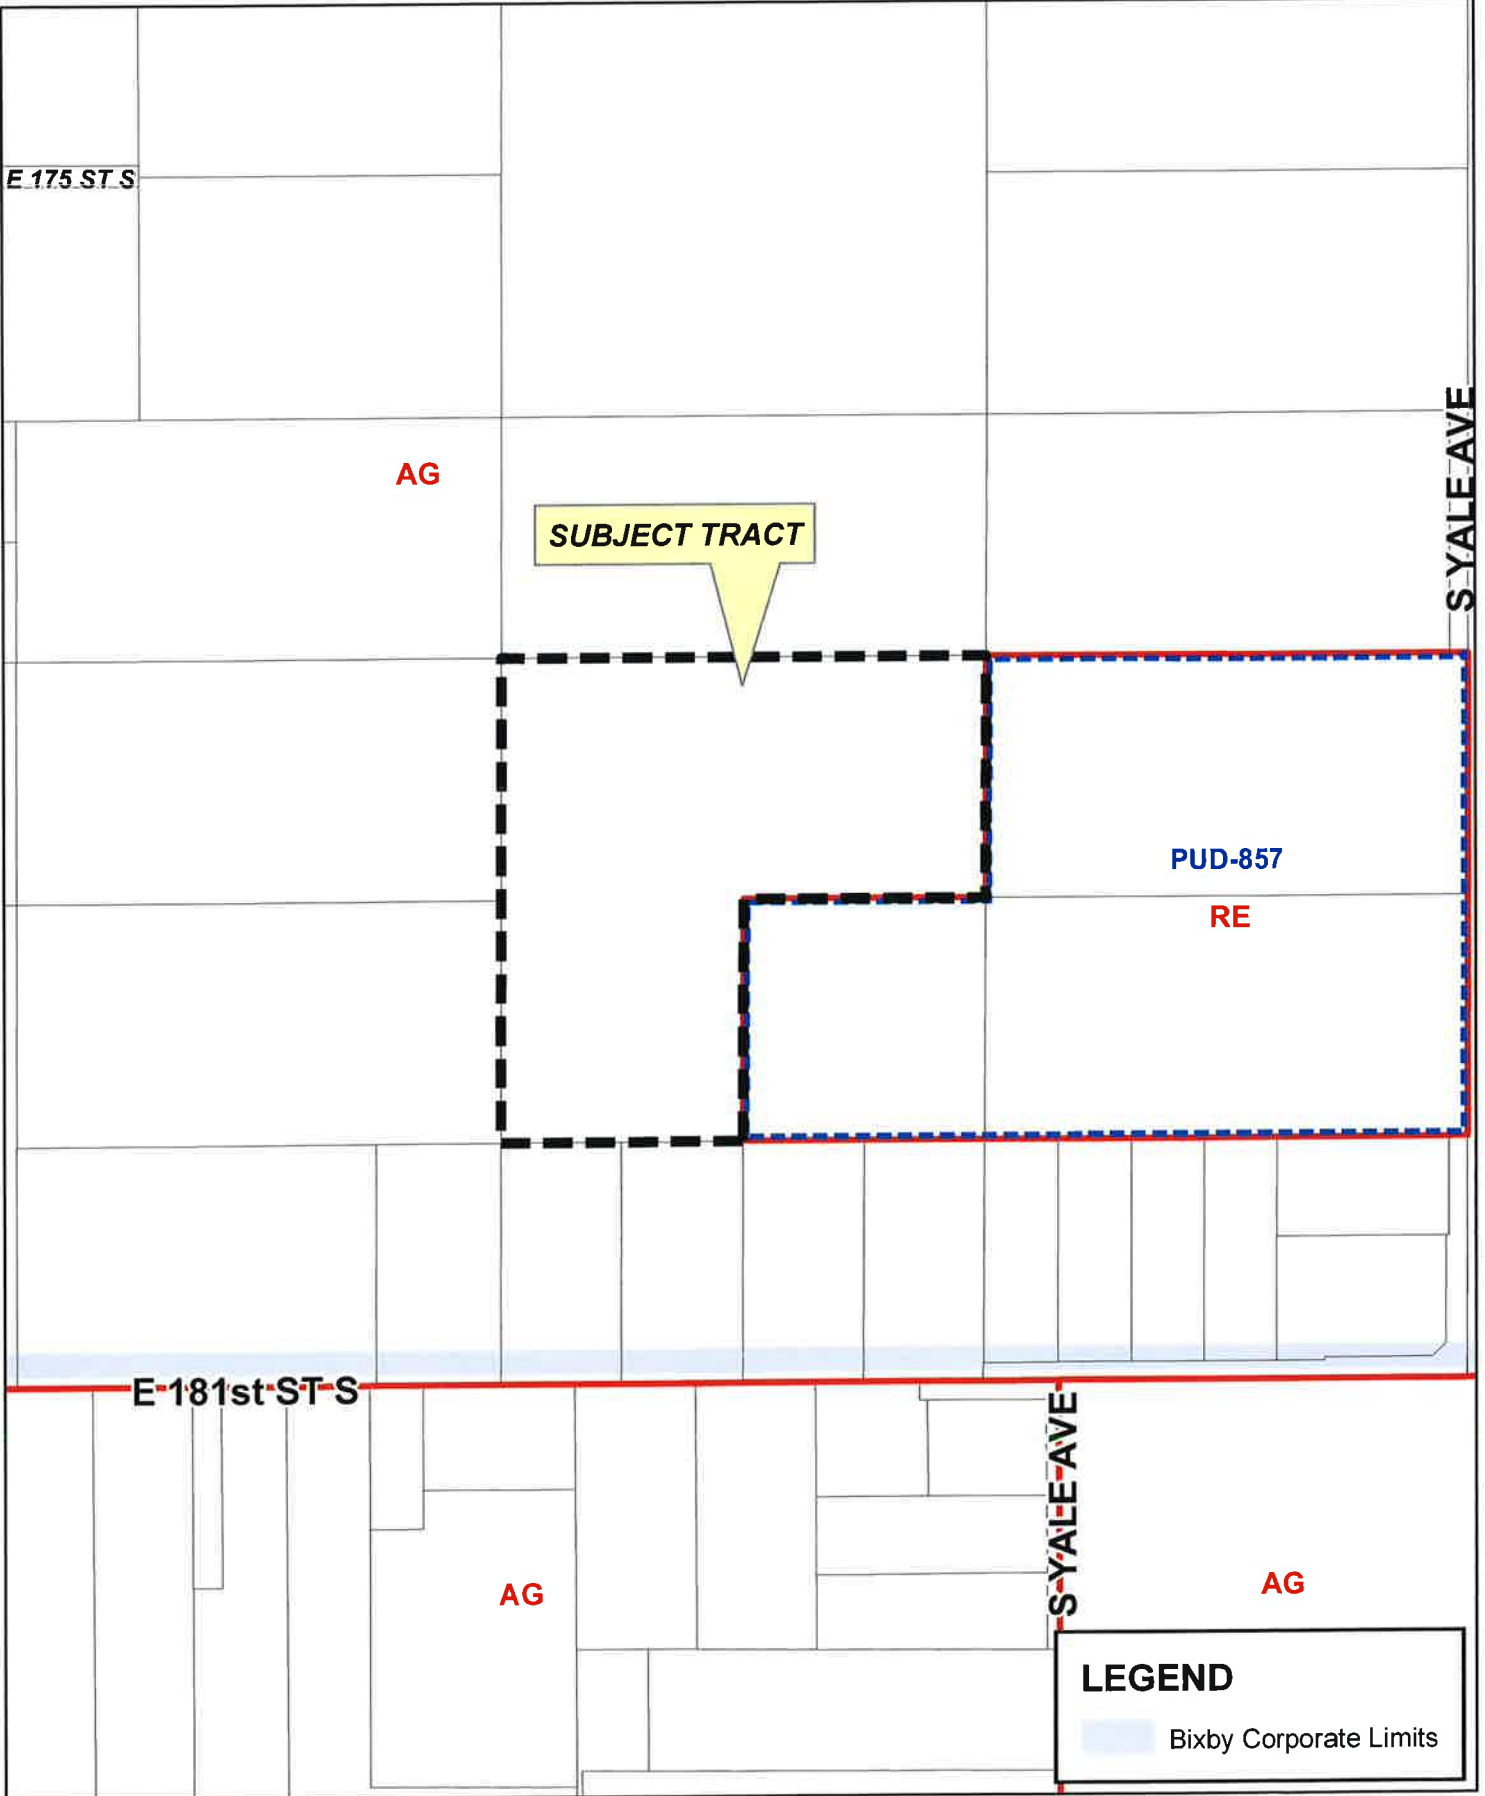 E 175 ST S
S YALE AVE
AG
SUBJECT TRACT
PUD-857
RE
E 181st ST S
S YALE AVE
AG
AG
LEGEND
Bixby Corporate Limits